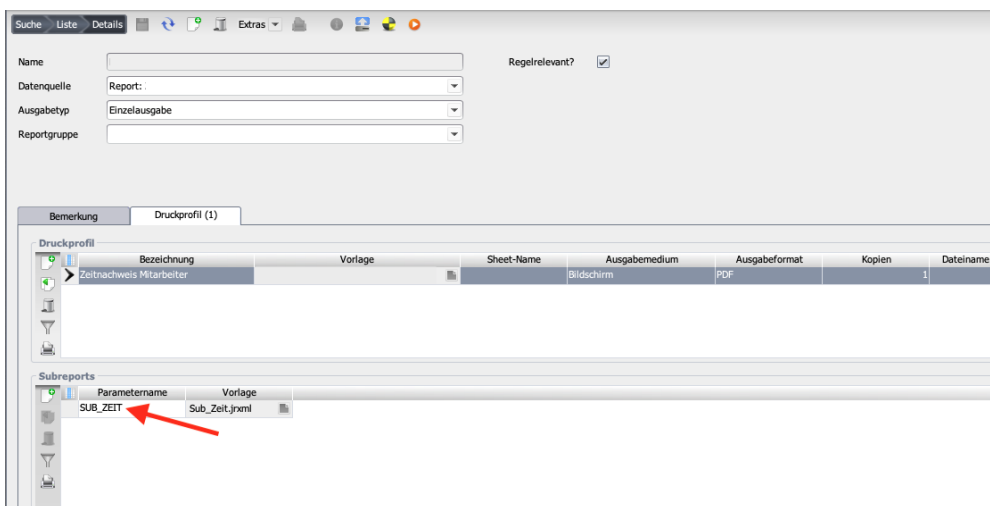 Suche Liste Details Extras
Name Regelrelevant?
Datenquelle Report:
Ausgabetyp Einzelausgabe
Reportgruppe
Bemerkung Druckprofil (1)
Druckprofil
Bezeichnung Vorlage Sheet-Name Ausgabemedium Ausgabeformat Kopien Dateiname
Zeitnachweis Mitarbeiter Bildschirm PDF 1
Subreports
Parametername Vorlage
SUB_ZEIT Sub_Zeit.jrxml